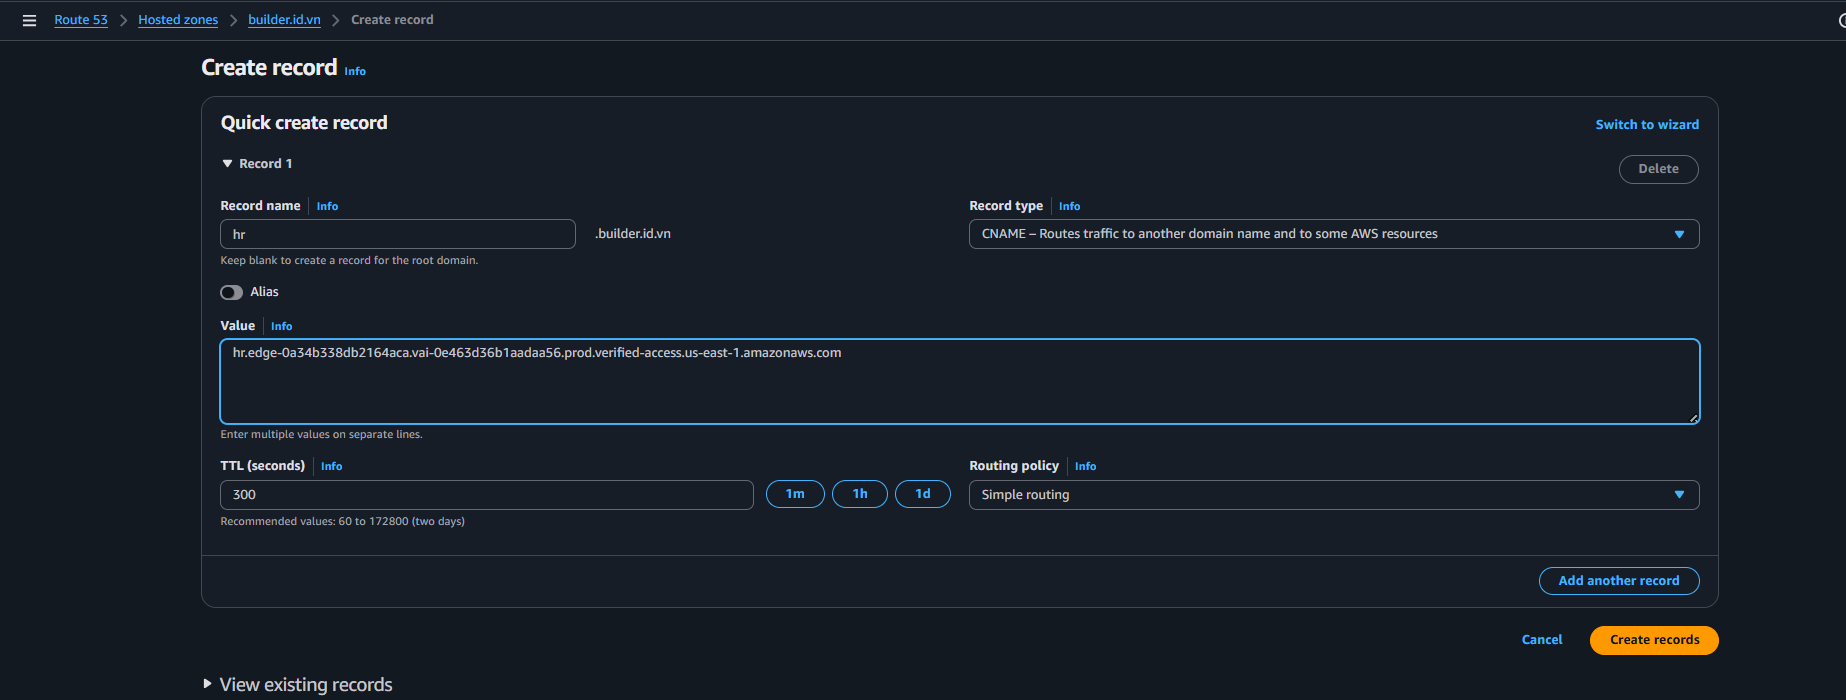 Route 53 > Hosted zones > builder.id.vn > Create record
Create record Info
Quick create record
Switch to wizard
Record 1
Delete
Record name Info
Record type Info
hr .builder.id.vn
CNAME – Routes traffic to another domain name and to some AWS resources
Keep blank to create a record for the root domain.
Alias
Value Info
hr.edge-0a34b338db2164aca.vai-0e463d36b1aadaa56.prod.verified-access.us-east-1.amazonaws.com
Enter multiple values on separate lines.
TTL (seconds) Info
Routing policy Info
300 1m 1h 1d
Simple routing
Recommended values: 60 to 172800 (two days)
Add another record
Cancel Create records
View existing records